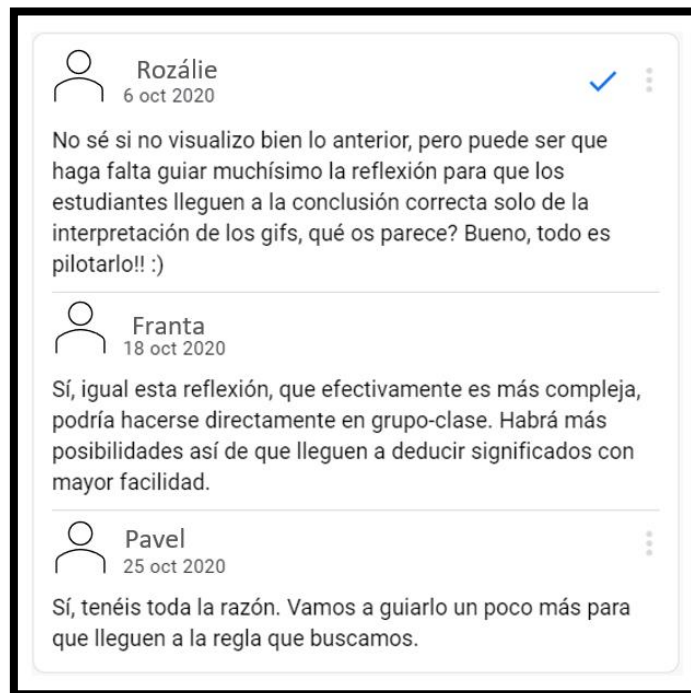 Rozálie
6 oct 2020
No sé si no visualizo bien lo anterior, pero puede ser que
haga falta guiar muchísimo la reflexión para que los
estudiantes lleguen a la conclusión correcta solo de la
interpretación de los gifs, qué os parece? Bueno, todo es
pilotarlo!! :)
Franta
18 oct 2020
Sí, igual esta reflexión, que efectivamente es más compleja,
podría hacerse directamente en grupo-clase. Habrá más
posibilidades así de que lleguen a deducir significados con
mayor facilidad.
Pavel
25 oct 2020
Sí, tenéis toda la razón. Vamos a guiarlo un poco más para
que lleguen a la regla que buscamos.